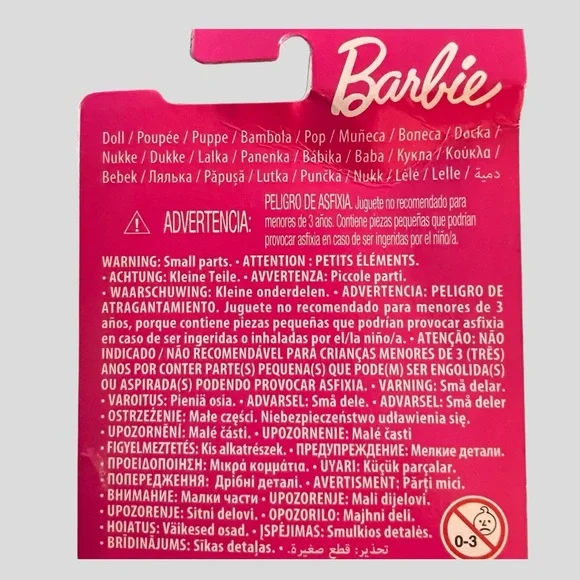 Barbie
Doll / Poupée / Puppe / Bambola / Pop / Muñeca / Boneca / Docka /
Nukke / Dukke / Lalka / Panenka / Bábika / Baba / Кукла / Κούκλα /
Bebek / Лялька / Păpuşă / Lutka / Punčka / Nukk / Lėlė / Lelle / دمية
⚠ ADVERTENCIA: PELIGRO DE ASFIXIA. Juguete no recomendado para
menores de 3 años. Contiene piezas pequeñas que podrían
provocar asfixia en caso de ser ingeridas por el niño/a.
WARNING: Small parts. • ATTENTION : PETITS ÉLÉMENTS.
• ACHTUNG: Kleine Teile. • AVVERTENZA: Piccole parti.
• WAARSCHUWING: Kleine onderdelen. • ADVERTENCIA: PELIGRO DE
ATRAGANTAMIENTO. Juguete no recomendado para menores de 3
años, porque contiene piezas pequeñas que podrían provocar asfixia
en caso de ser ingeridas o inhaladas por el/la niño/a. • ATENÇÃO: NÃO
INDICADO / NÃO RECOMENDADO PARA CRIANÇAS MENORES DE 3 (TRÊS)
ANOS POR CONTER PARTE(S) PEQUENA(S) QUE PODE(M) SER ENGOLIDA(S)
OU ASPIRADA(S) PODENDO PROVOCAR ASFIXIA. • VARNING: Små delar.
• VAROITUS: Pieniä osia. • ADVARSEL: Små dele. • ADVARSEL: Små deler
• OSTRZEŻENIE: Małe części. Niebezpieczeństwo udławienia się.
• UPOZORNĚNÍ: Malé části. • UPOZORNENIE: Malé časti
• FIGYELMEZTETÉS: Kis alkatrészek. • ПРЕДУПРЕЖДЕНИЕ: Мелкие детали.
• ΠΡΟΕΙΔΟΠΟΙΗΣΗ: Μικρά κομμάτια. • UYARI: Küçük parçalar.
• ПОПЕРЕДЖЕННЯ: Дрібні деталі. • AVERTISMENT: Părţi mici.
• ВНИМАНИЕ: Малки части • UPOZORENJE: Mali dijelovi.
• UPOZORENJE: Sitni delovi. • OPOZORILO: Majhni deli.
• HOIATUS: Väikesed osad. • ĮSPĖJIMAS: Smulkios detalės.
• BRĪDINĀJUMS: Sīkas detaļas. • تحذير: قطع صغيرة.
0-3